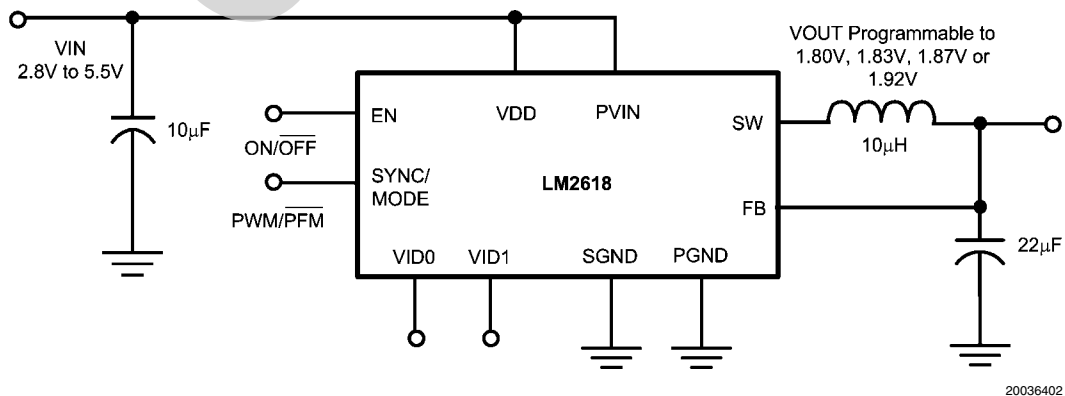 VIN
2.8V to 5.5V
10μF
ON/OFF
PWM/PFM
EN
SYNC/
MODE
VDD
PVIN
SW
LM2618
FB
VID0
VID1
SGND
PGND
VOUT Programmable to
1.80V, 1.83V, 1.87V or
1.92V
10μH
22μF
20036402